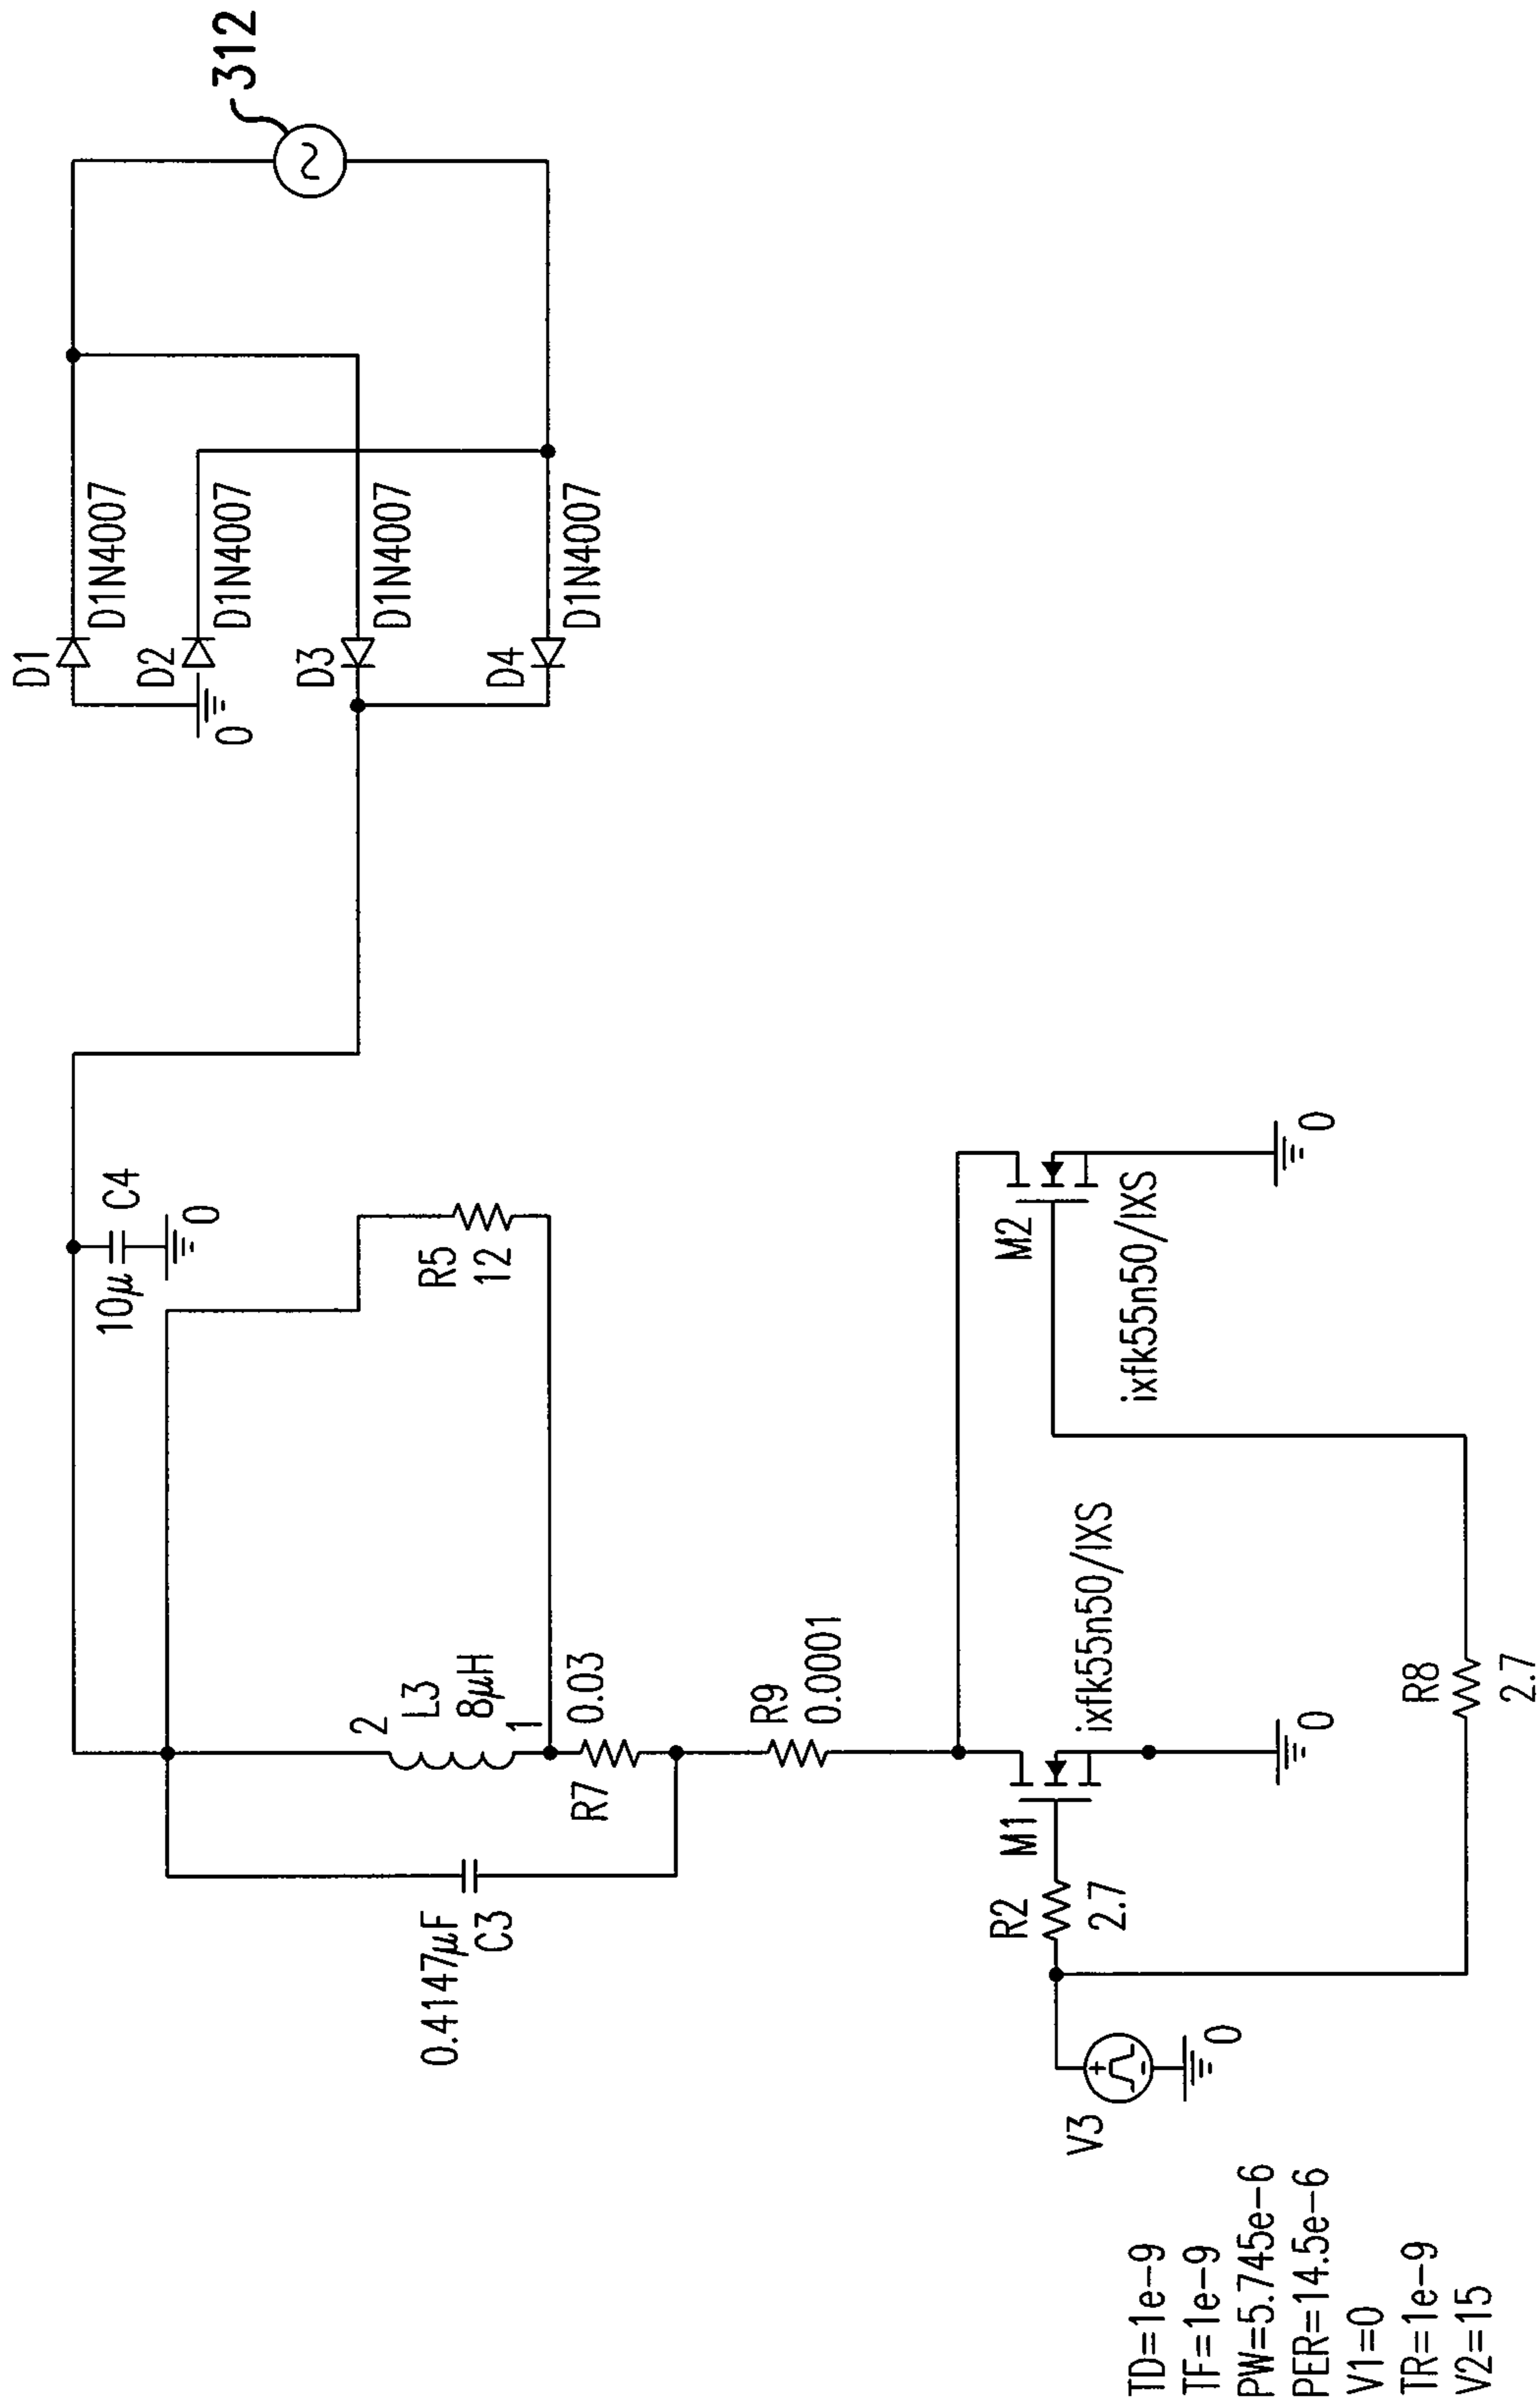 312
D1
D1N4007
D2
D1N4007
0
D3
D1N4007
D4
D1N4007
10μ
C4
0
R5
12
2
L3
8μH
1
0.03
R7
0.4147μF
C3
R9
0.0001
M2
ixfk55n50/IXS
0
M1
ixfk55n50/IXS
0
R2
2.7
R8
2.7
V3
0
TD=1e-9
TF=1e-9
PW=5.745e-6
PER=14.5e-6
V1=0
TR=1e-9
V2=15